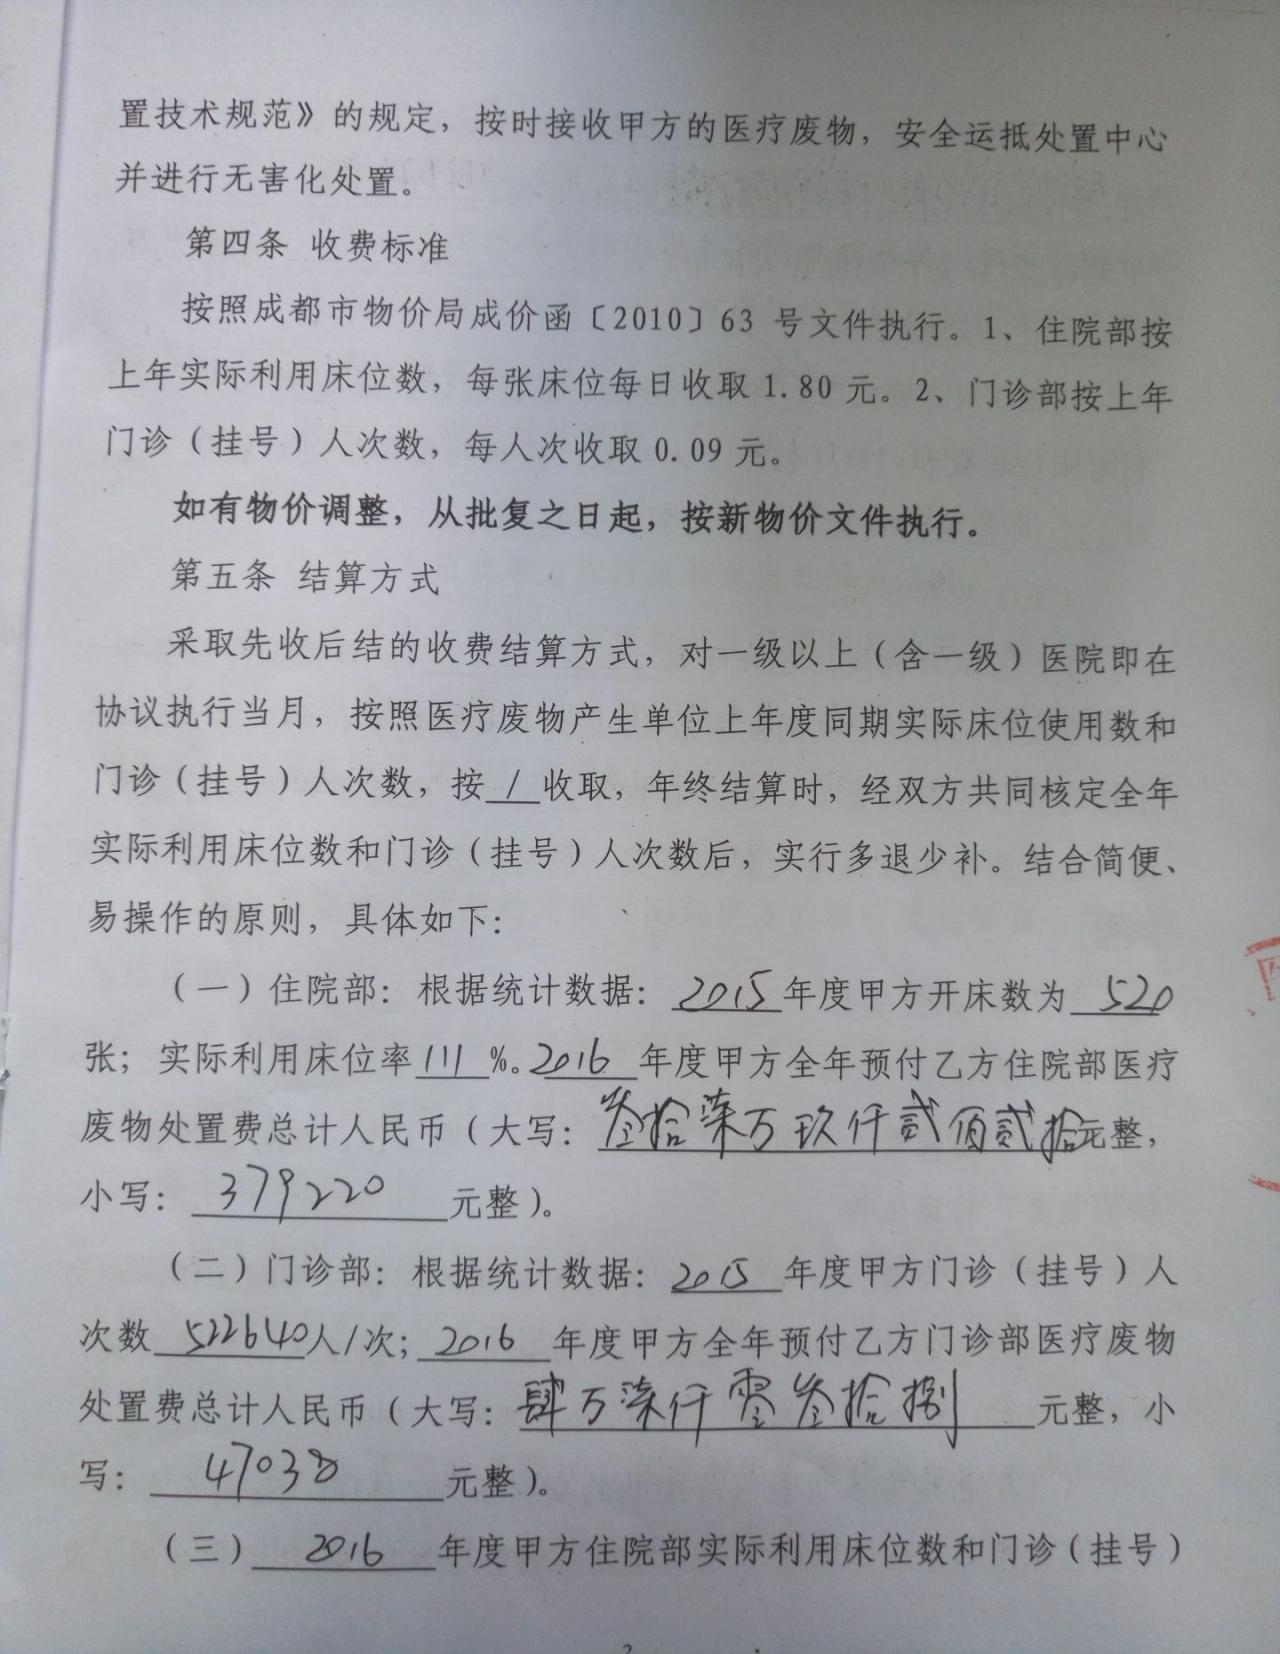 置技术规范》的规定，按时接收甲方的医疗废物，安全运抵处置中心
并进行无害化处置。
第四条 收费标准
按照成都市物价局成价函〔2010〕63 号文件执行。1、住院部按
上年实际利用床位数，每张床位每日收取 1.80 元。2、门诊部按上年
门诊（挂号）人次数，每人次收取 0.09 元。
如有物价调整，从批复之日起，按新物价文件执行。
第五条 结算方式
采取先收后结的收费结算方式，对一级以上（含一级）医院即在
协议执行当月，按照医疗废物产生单位上年度同期实际床位使用数和
门诊（挂号）人次数，按 / 收取，年终结算时，经双方共同核定全年
实际利用床位数和门诊（挂号）人次数后，实行多退少补。结合简便、
易操作的原则，具体如下：
（一）住院部：根据统计数据：2015 年度甲方开床数为 520
张；实际利用床位率 111 %。2016 年度甲方全年预付乙方住院部医疗
废物处置费总计人民币（大写：叁拾柒万玖仟贰佰贰拾元整，
小写：379220 元整）。
（二）门诊部：根据统计数据：2015 年度甲方门诊（挂号）人
次数 522640 人/次；2016 年度甲方全年预付乙方门诊部医疗废物
处置费总计人民币（大写：肆万柒仟零叁拾捌 元整，小
写：47038 元整）。
（三） 2016 年度甲方住院部实际利用床位数和门诊（挂号）